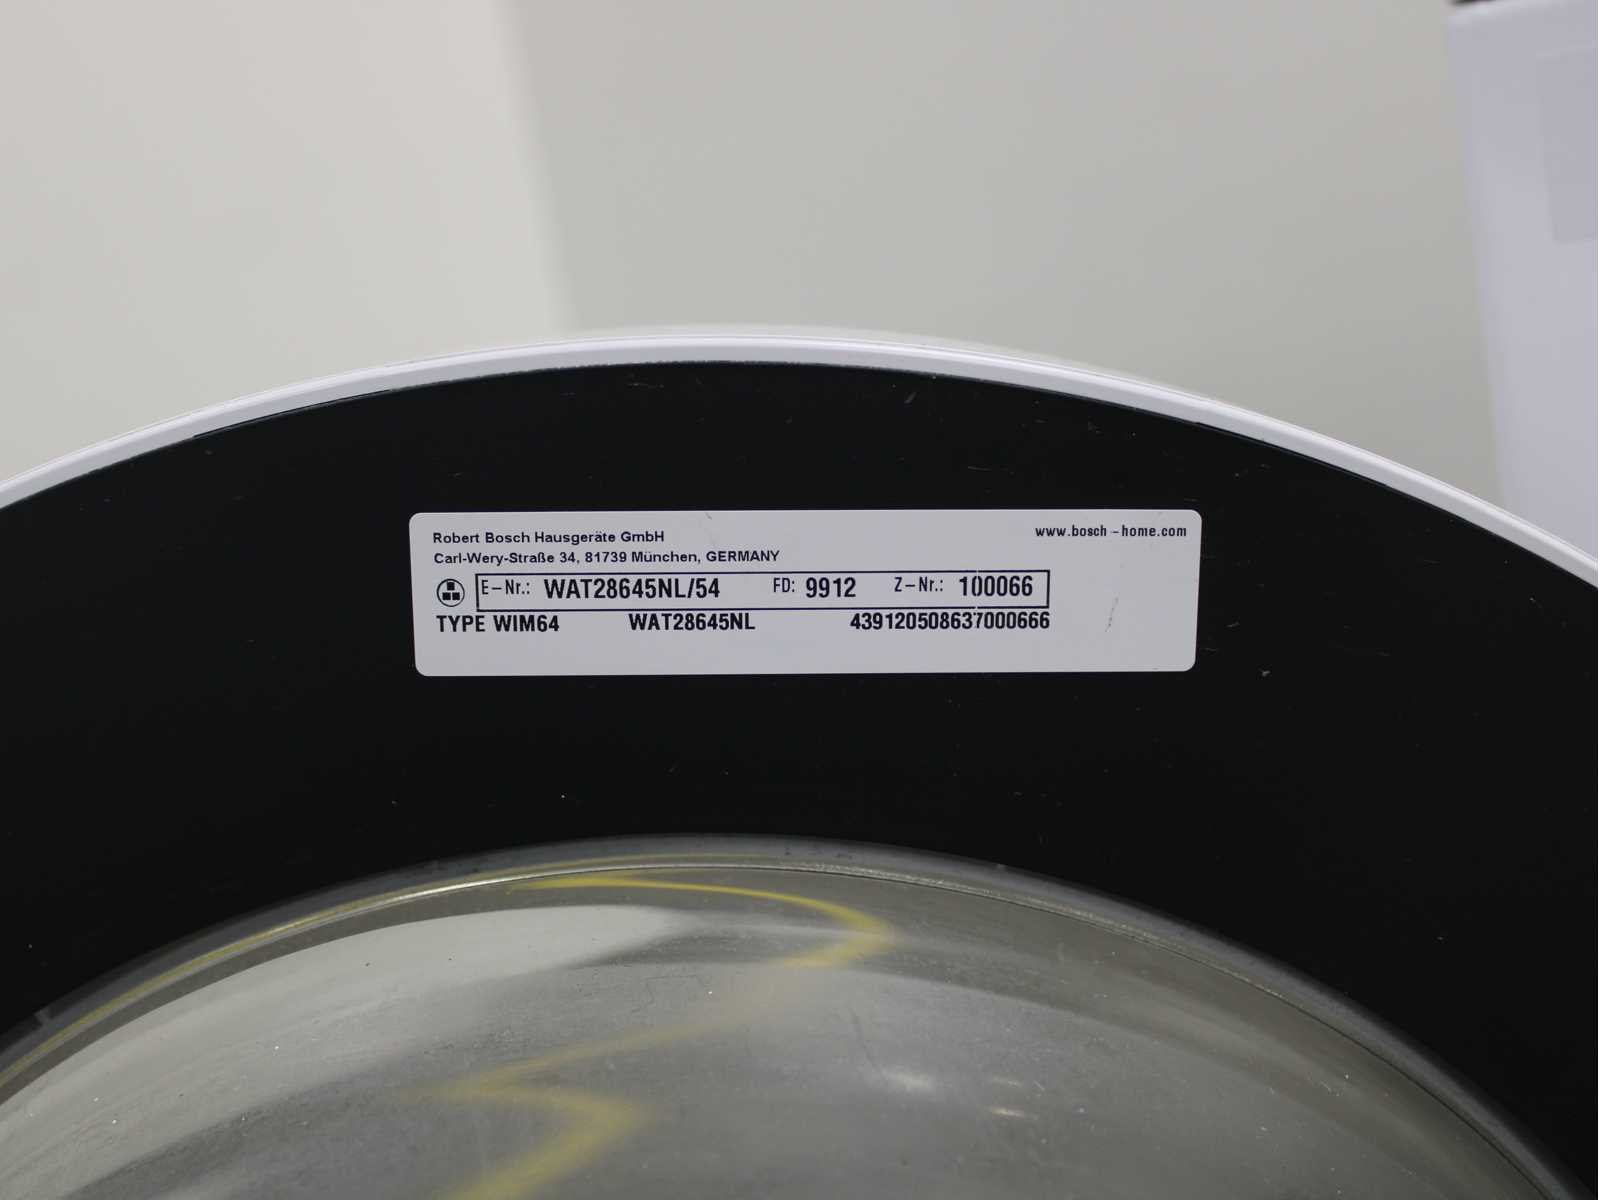 Robert Bosch Hausgeräte GmbH
www.bosch-home.com
Carl-Wery-Straße 34, 81739 München, GERMANY
E-Nr.: WAT28645NL/54 FD: 9912 Z-Nr.: 100066
TYPE WIM64 WAT28645NL 439120508637000666